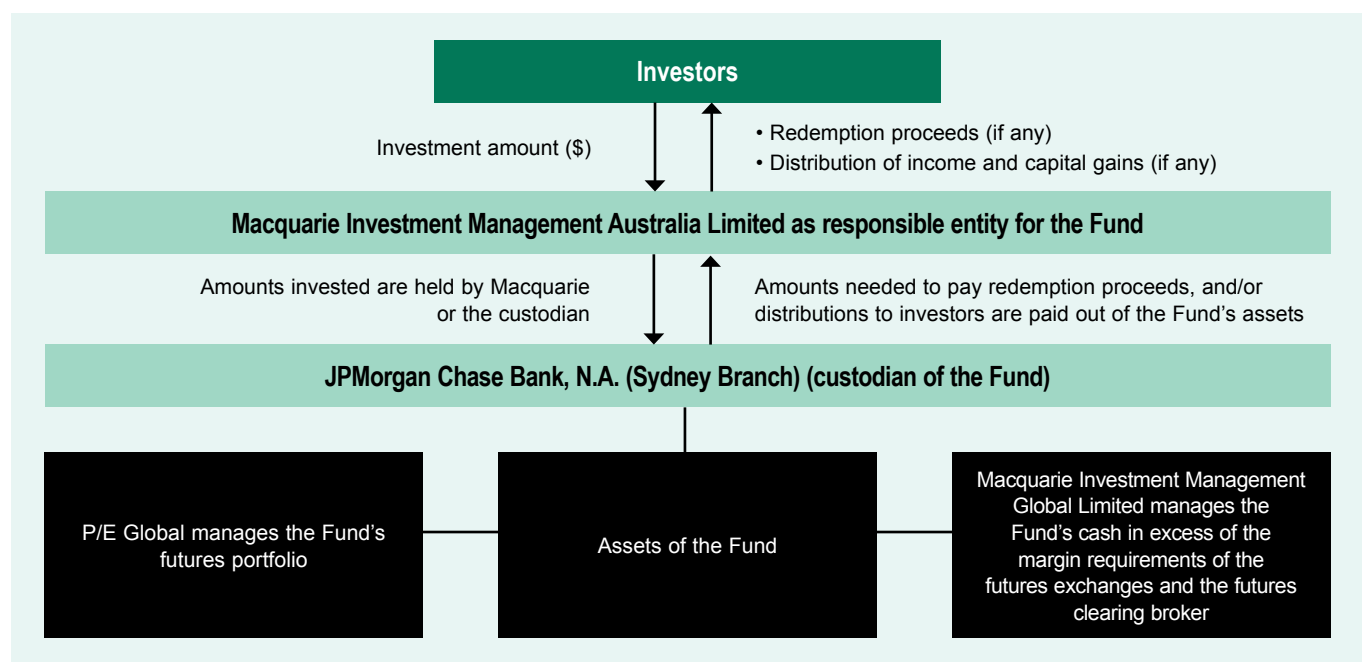 Investors
Investment amount ($)
• Redemption proceeds (if any)
• Distribution of income and capital gains (if any)
Macquarie Investment Management Australia Limited as responsible entity for the Fund
Amounts invested are held by Macquarie
or the custodian
Amounts needed to pay redemption proceeds, and/or
distributions to investors are paid out of the Fund's assets
JPMorgan Chase Bank, N.A. (Sydney Branch) (custodian of the Fund)
P/E Global manages the Fund's
futures portfolio
Assets of the Fund
Macquarie Investment Management
Global Limited manages the
Fund's cash in excess of the
margin requirements of the
futures exchanges and the futures
clearing broker